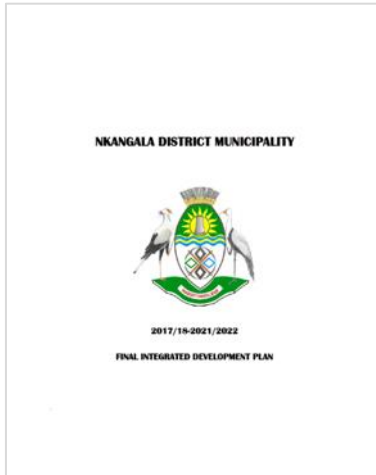 NKANGALA DISTRICT MUNICIPALITY
2017/18-2021/2022
FINAL INTEGRATED DEVELOPMENT PLAN